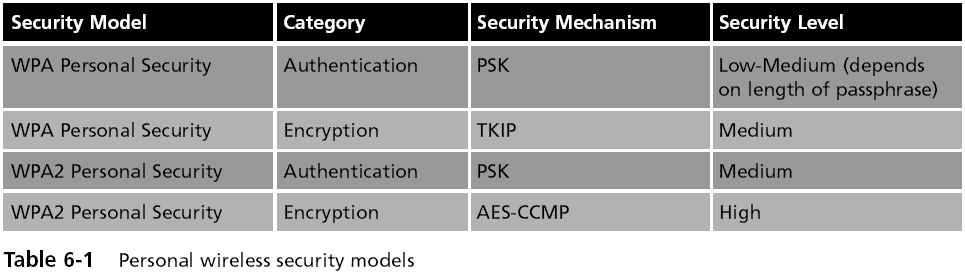 Security Model Category Security Mechanism Security Level
WPA Personal Security Authentication PSK Low-Medium (depends
on length of passphrase)
WPA Personal Security Encryption TKIP Medium
WPA2 Personal Security Authentication PSK Medium
WPA2 Personal Security Encryption AES-CCMP High
Table 6-1 Personal wireless security models